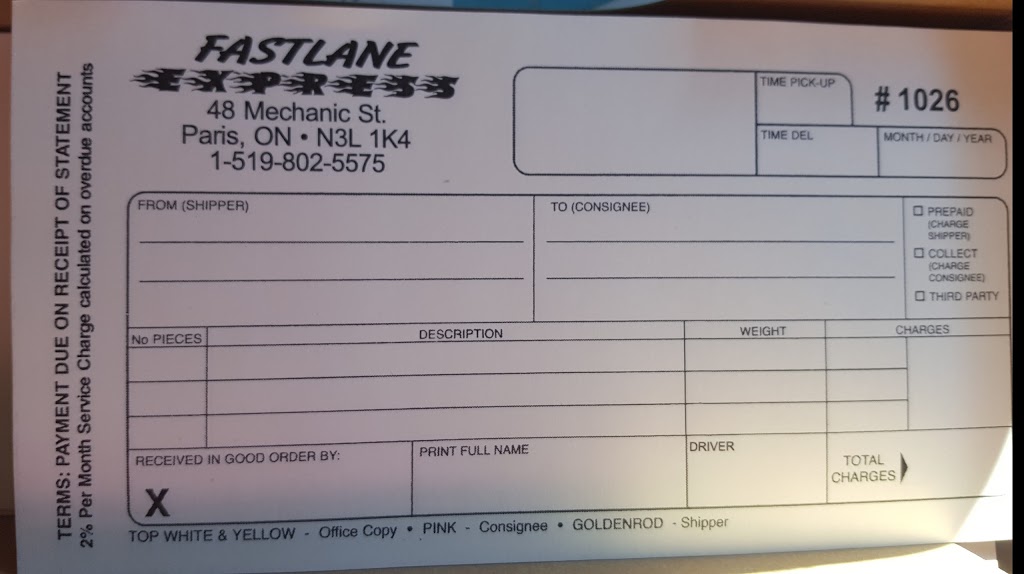 FASTLANE
EXPRESS
48 Mechanic St.
Paris, ON • N3L 1K4
1-519-802-5575
TIME PICK-UP
# 1026
TIME DEL
MONTH / DAY / YEAR
TERMS: PAYMENT DUE ON RECEIPT OF STATEMENT
2% Per Month Service Charge calculated on overdue accounts
FROM (SHIPPER)
TO (CONSIGNEE)
PREPAID
(CHARGE
SHIPPER)
COLLECT
(CHARGE
CONSIGNEE)
THIRD PARTY
No PIECES
DESCRIPTION
WEIGHT
CHARGES
RECEIVED IN GOOD ORDER BY:
X
PRINT FULL NAME
DRIVER
TOTAL
CHARGES
TOP WHITE & YELLOW - Office Copy • PINK - Consignee • GOLDENROD - Shipper